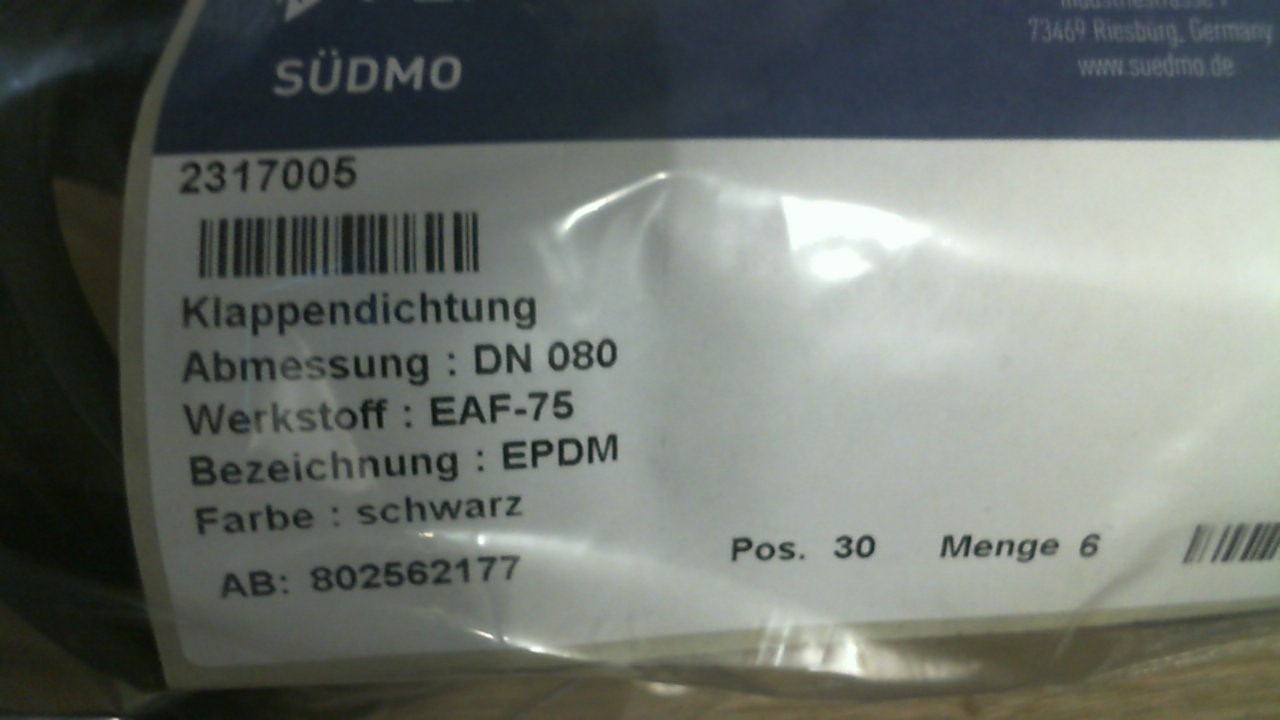 SÜDMO
73469 Riesbürg, Germany
www.suedmo.de
2317005
Klappendichtung
Abmessung : DN 080
Werkstoff : EAF-75
Bezeichnung : EPDM
Farbe : schwarz
AB: 802562177
Pos. 30 Menge 6